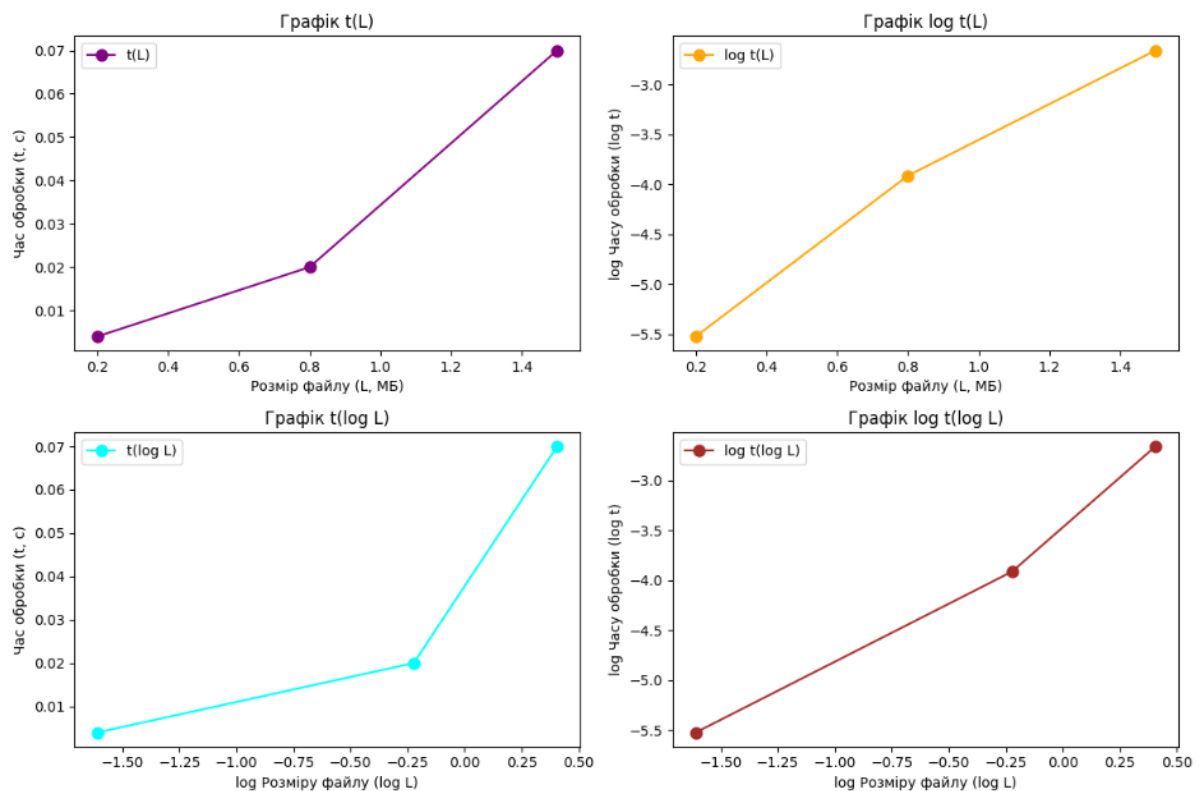 Графік t(L)
t(L)
Час обробки (t, с)
0.07
0.06
0.05
0.04
0.03
0.02
0.01
0.2 0.4 0.6 0.8 1.0 1.2 1.4
Розмір файлу (L, МБ)
Графік log t(L)
log t(L)
log Часу обробки (log t)
−3.0
−3.5
−4.0
−4.5
−5.0
−5.5
0.2 0.4 0.6 0.8 1.0 1.2 1.4
Розмір файлу (L, МБ)
Графік t(log L)
t(log L)
Час обробки (t, с)
0.07
0.06
0.05
0.04
0.03
0.02
0.01
−1.50 −1.25 −1.00 −0.75 −0.50 −0.25 0.00 0.25 0.50
log Розміру файлу (log L)
Графік log t(log L)
log t(log L)
log Часу обробки (log t)
−3.0
−3.5
−4.0
−4.5
−5.0
−5.5
−1.50 −1.25 −1.00 −0.75 −0.50 −0.25 0.00 0.25 0.50
log Розміру файлу (log L)